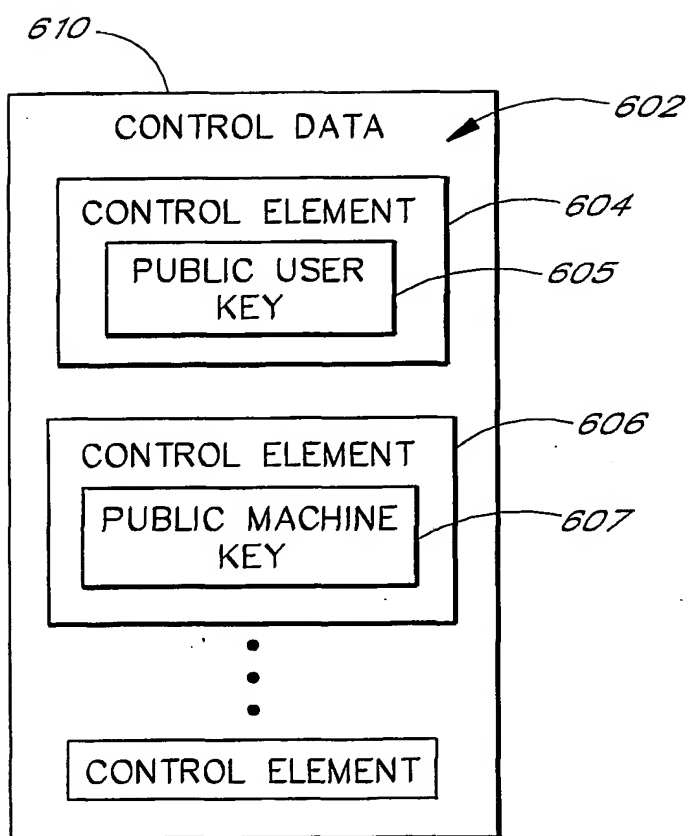 610
CONTROL DATA
602
CONTROL ELEMENT
604
PUBLIC USER
KEY
605
606
CONTROL ELEMENT
PUBLIC MACHINE
KEY
607
CONTROL ELEMENT